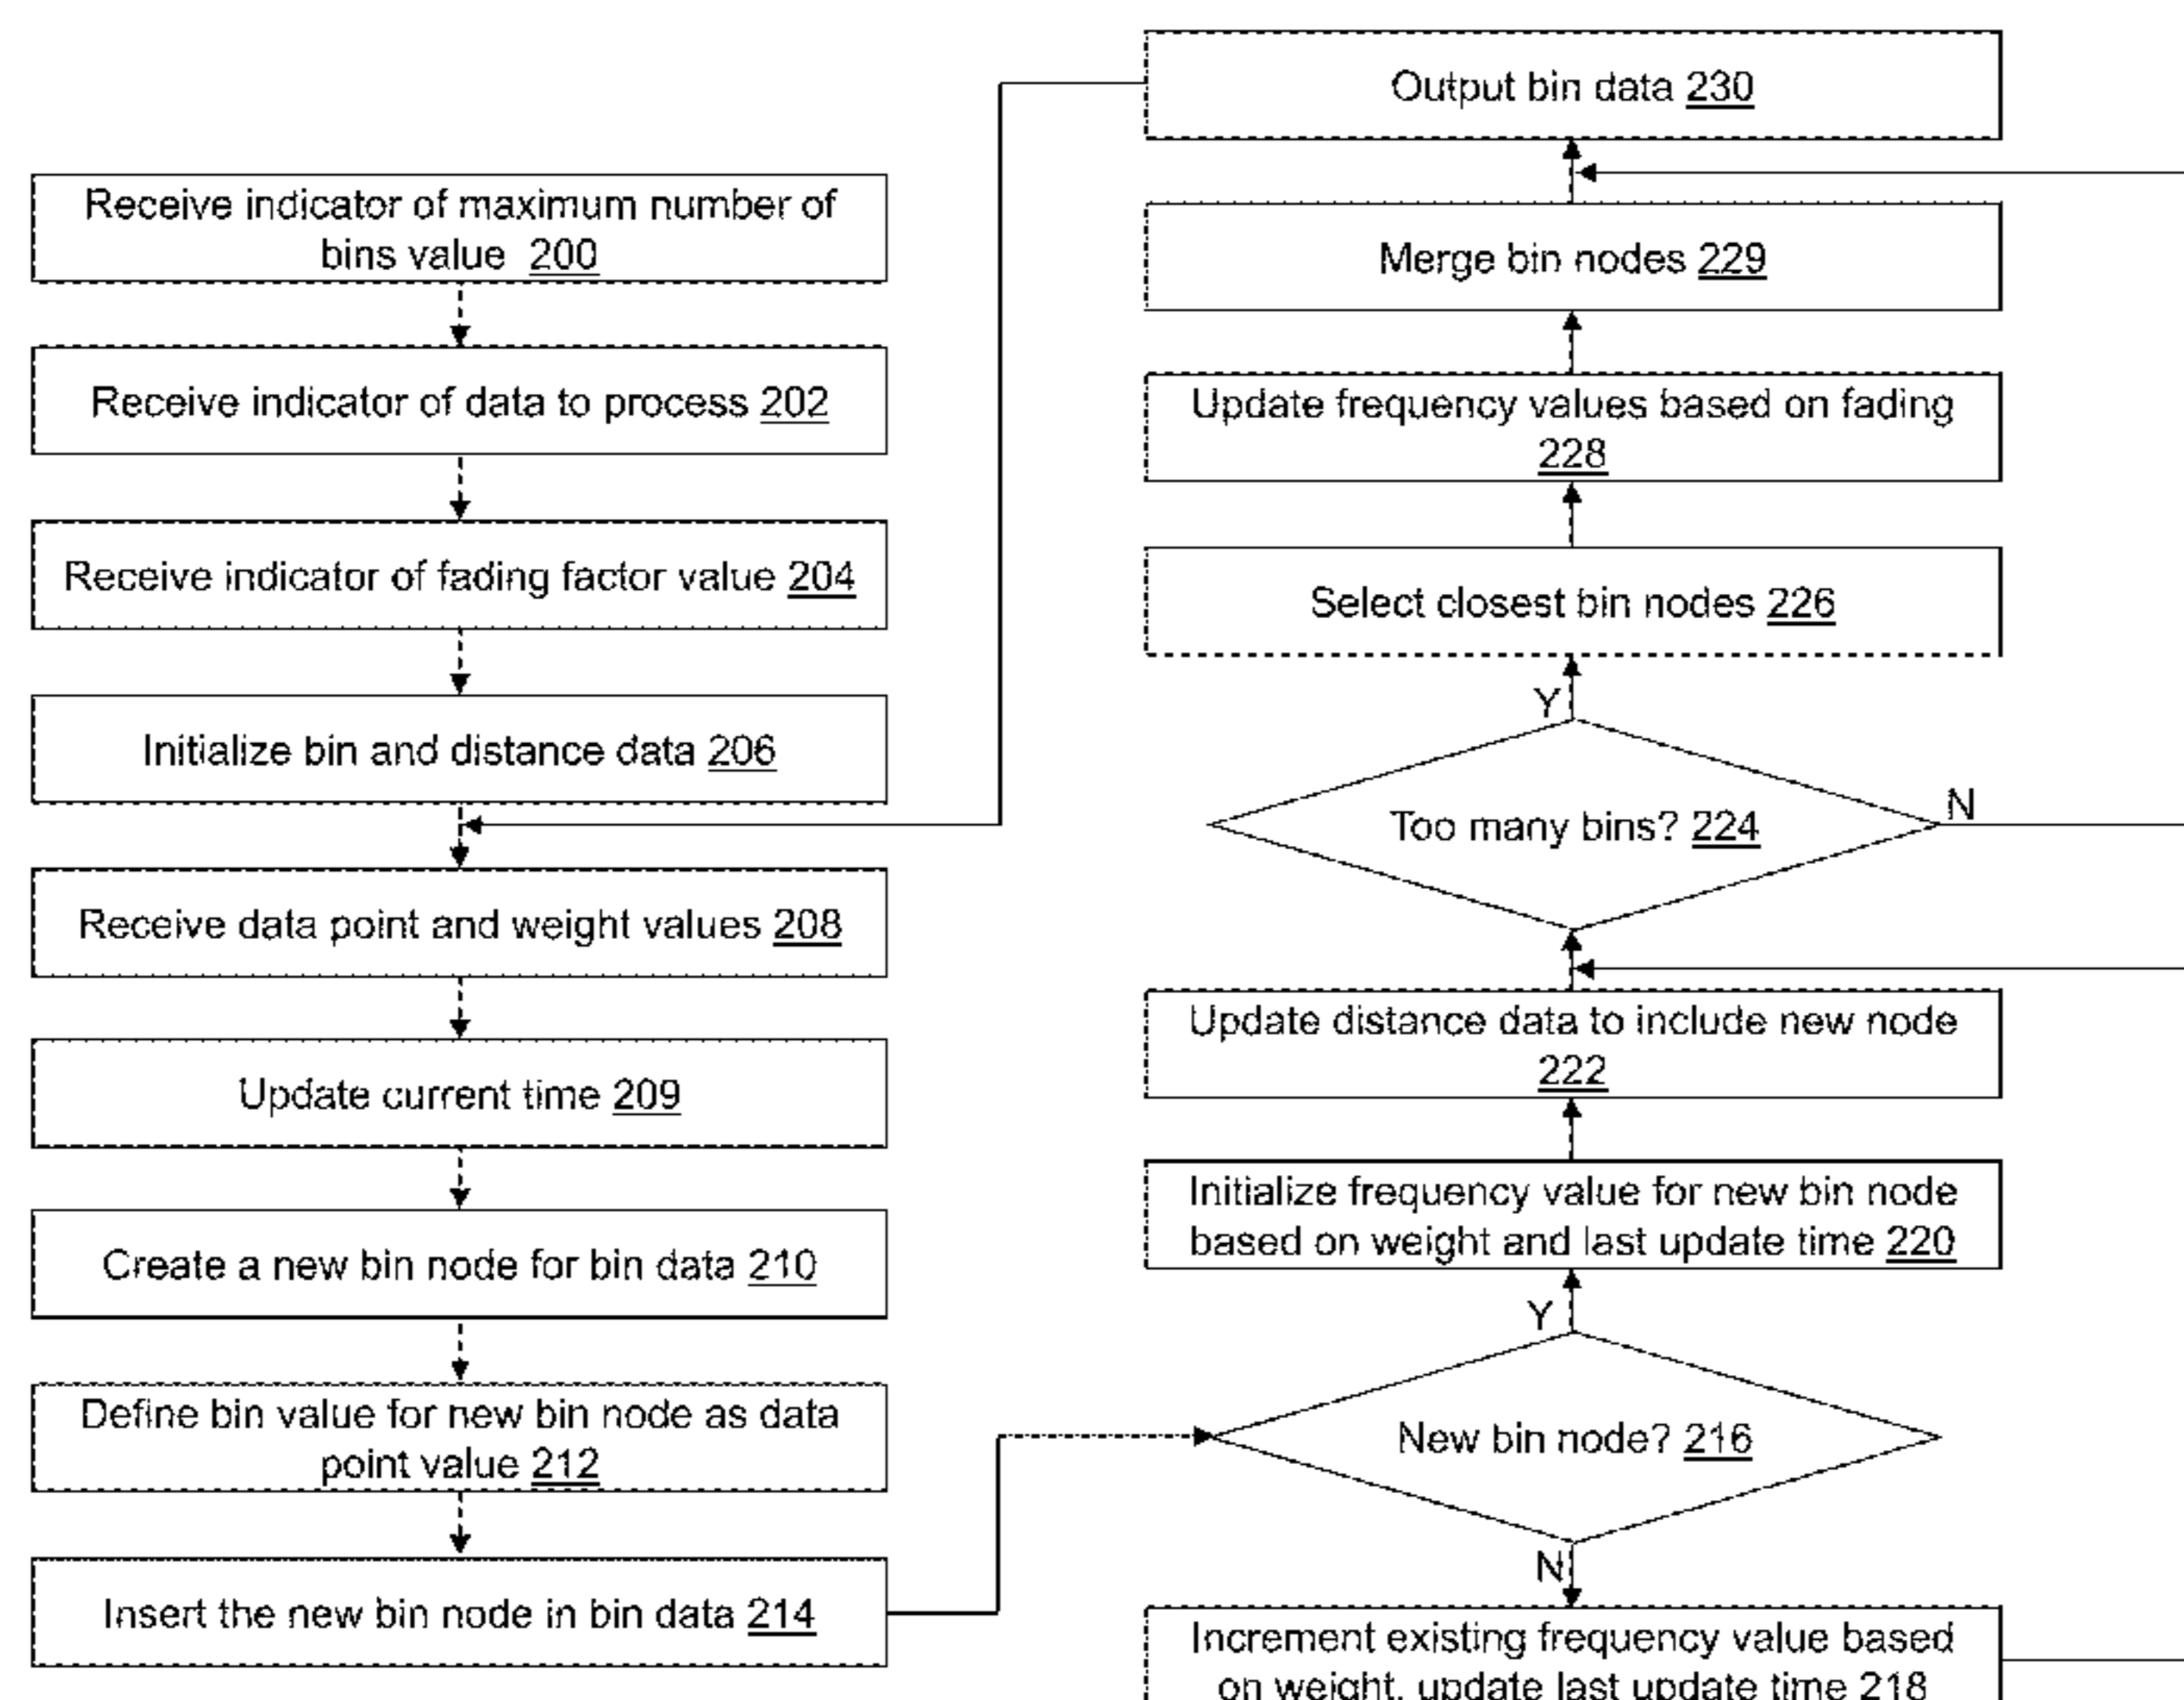 Receive indicator of maximum number of
bins value 200
Receive indicator of data to process 202
Receive indicator of fading factor value 204
Initialize bin and distance data 206
Receive data point and weight values 208
Update current time 209
Create a new bin node for bin data 210
Define bin value for new bin node as data
point value 212
Insert the new bin node in bin data 214
Output bin data 230
Merge bin nodes 229
Update frequency values based on fading
228
Select closest bin nodes 226
Y
Too many bins? 224
N
Update distance data to include new node
222
Initialize frequency value for new bin node
based on weight and last update time 220
Y
New bin node? 216
N
Increment existing frequency value based
on weight, update last update time 218